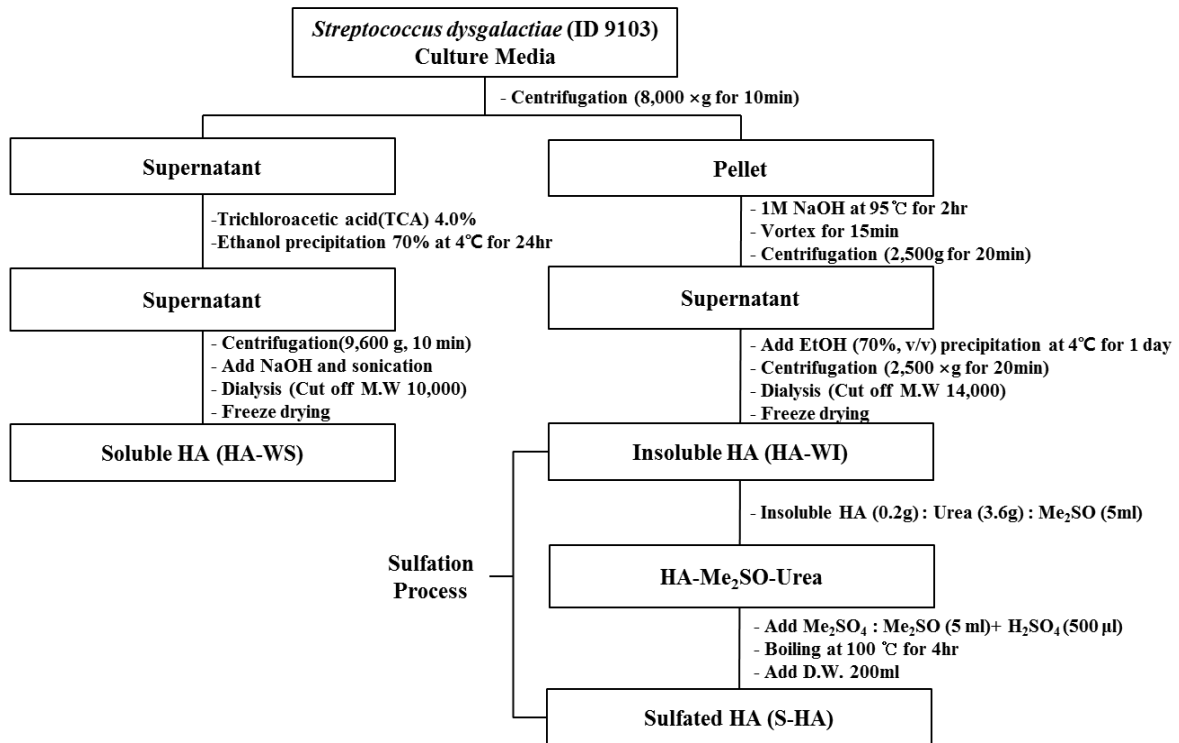 Streptococcus dysgalactiae (ID 9103)
Culture Media
- Centrifugation (8,000 ×g for 10min)
Supernatant
Pellet
-Trichloroacetic acid(TCA) 4.0%
-Ethanol precipitation 70% at 4℃ for 24hr
- 1M NaOH at 95℃ for 2hr
- Vortex for 15min
- Centrifugation (2,500g for 20min)
Supernatant
Supernatant
- Centrifugation(9,600 g, 10 min)
- Add NaOH and sonication
- Dialysis (Cut off M.W 10,000)
- Freeze drying
- Add EtOH (70%, v/v) precipitation at 4℃ for 1 day
- Centrifugation (2,500 ×g for 20min)
- Dialysis (Cut off M.W 14,000)
- Freeze drying
Soluble HA (HA-WS)
Insoluble HA (HA-WI)
- Insoluble HA (0.2g) : Urea (3.6g) : Me₂SO (5ml)
Sulfation
Process
HA-Me₂SO-Urea
- Add Me₂SO₄ : Me₂SO (5 ml)+ H₂SO₄ (500 μl)
- Boiling at 100 ℃ for 4hr
- Add D.W. 200ml
Sulfated HA (S-HA)